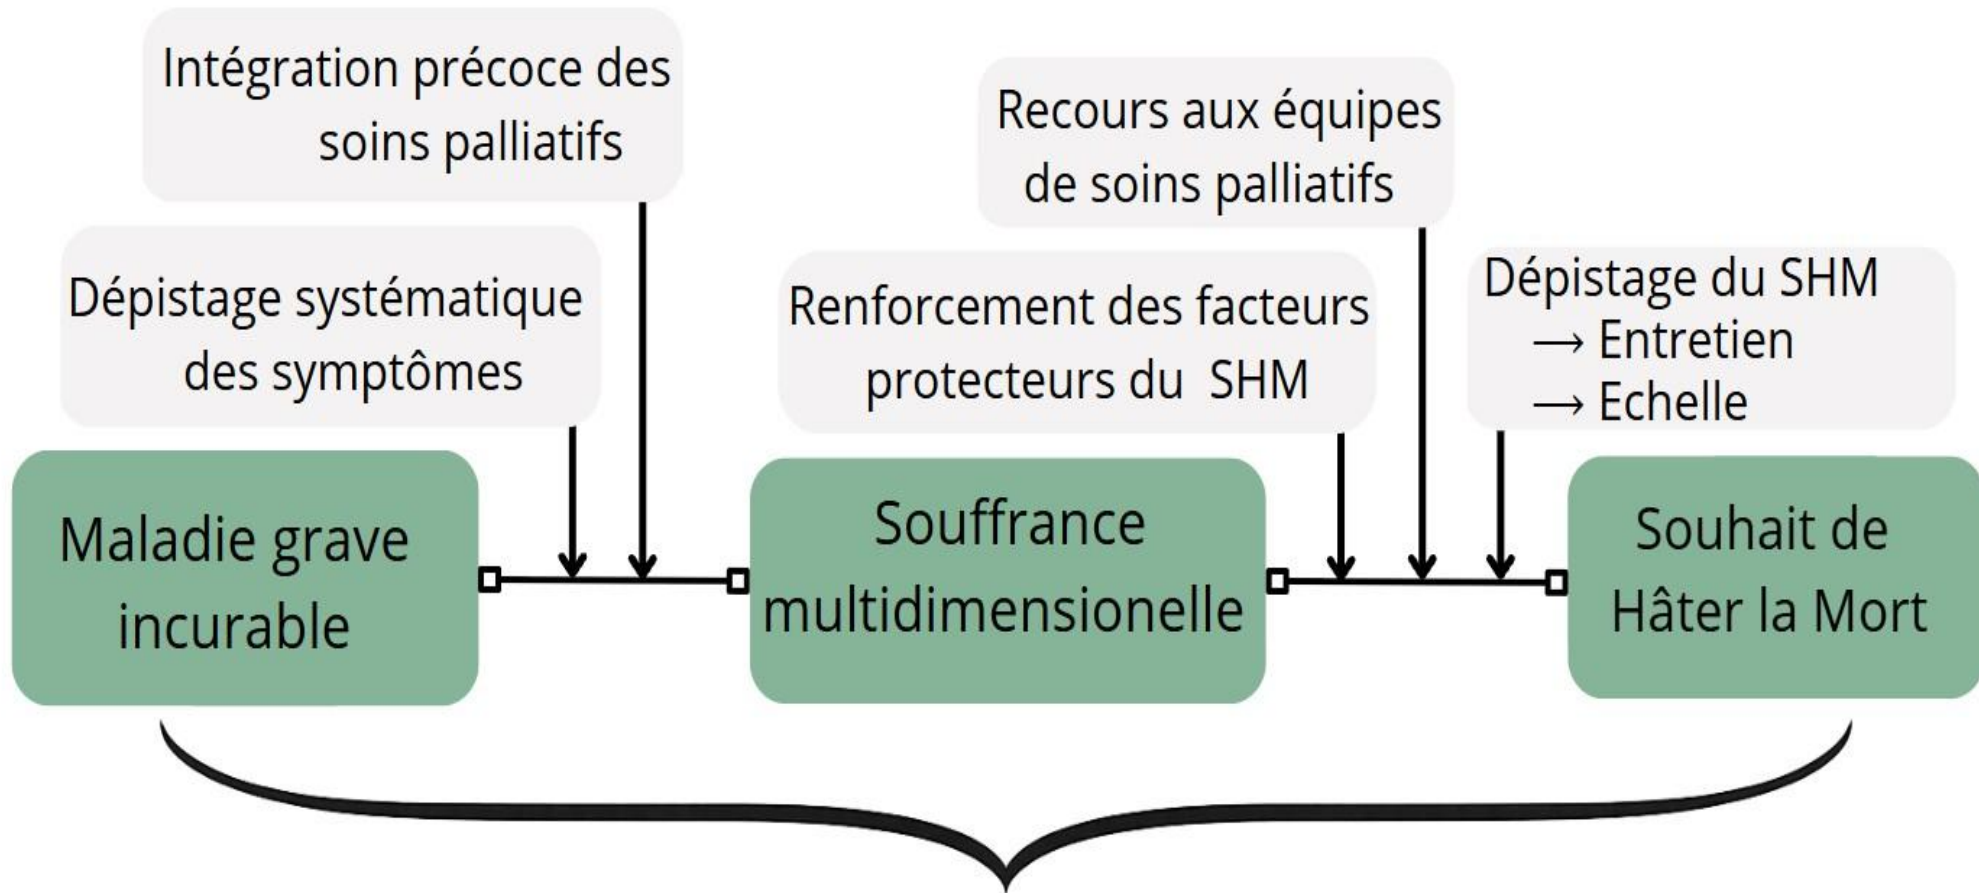 Intégration précoce des
soins palliatifs
Recours aux équipes
de soins palliatifs
Dépistage systématique
des symptômes
Renforcement des facteurs
protecteurs du SHM
Dépistage du SHM
→ Entretien
→ Echelle
Maladie grave
incurable
Souffrance
multidimensionelle
Souhait de
Hâter la Mort